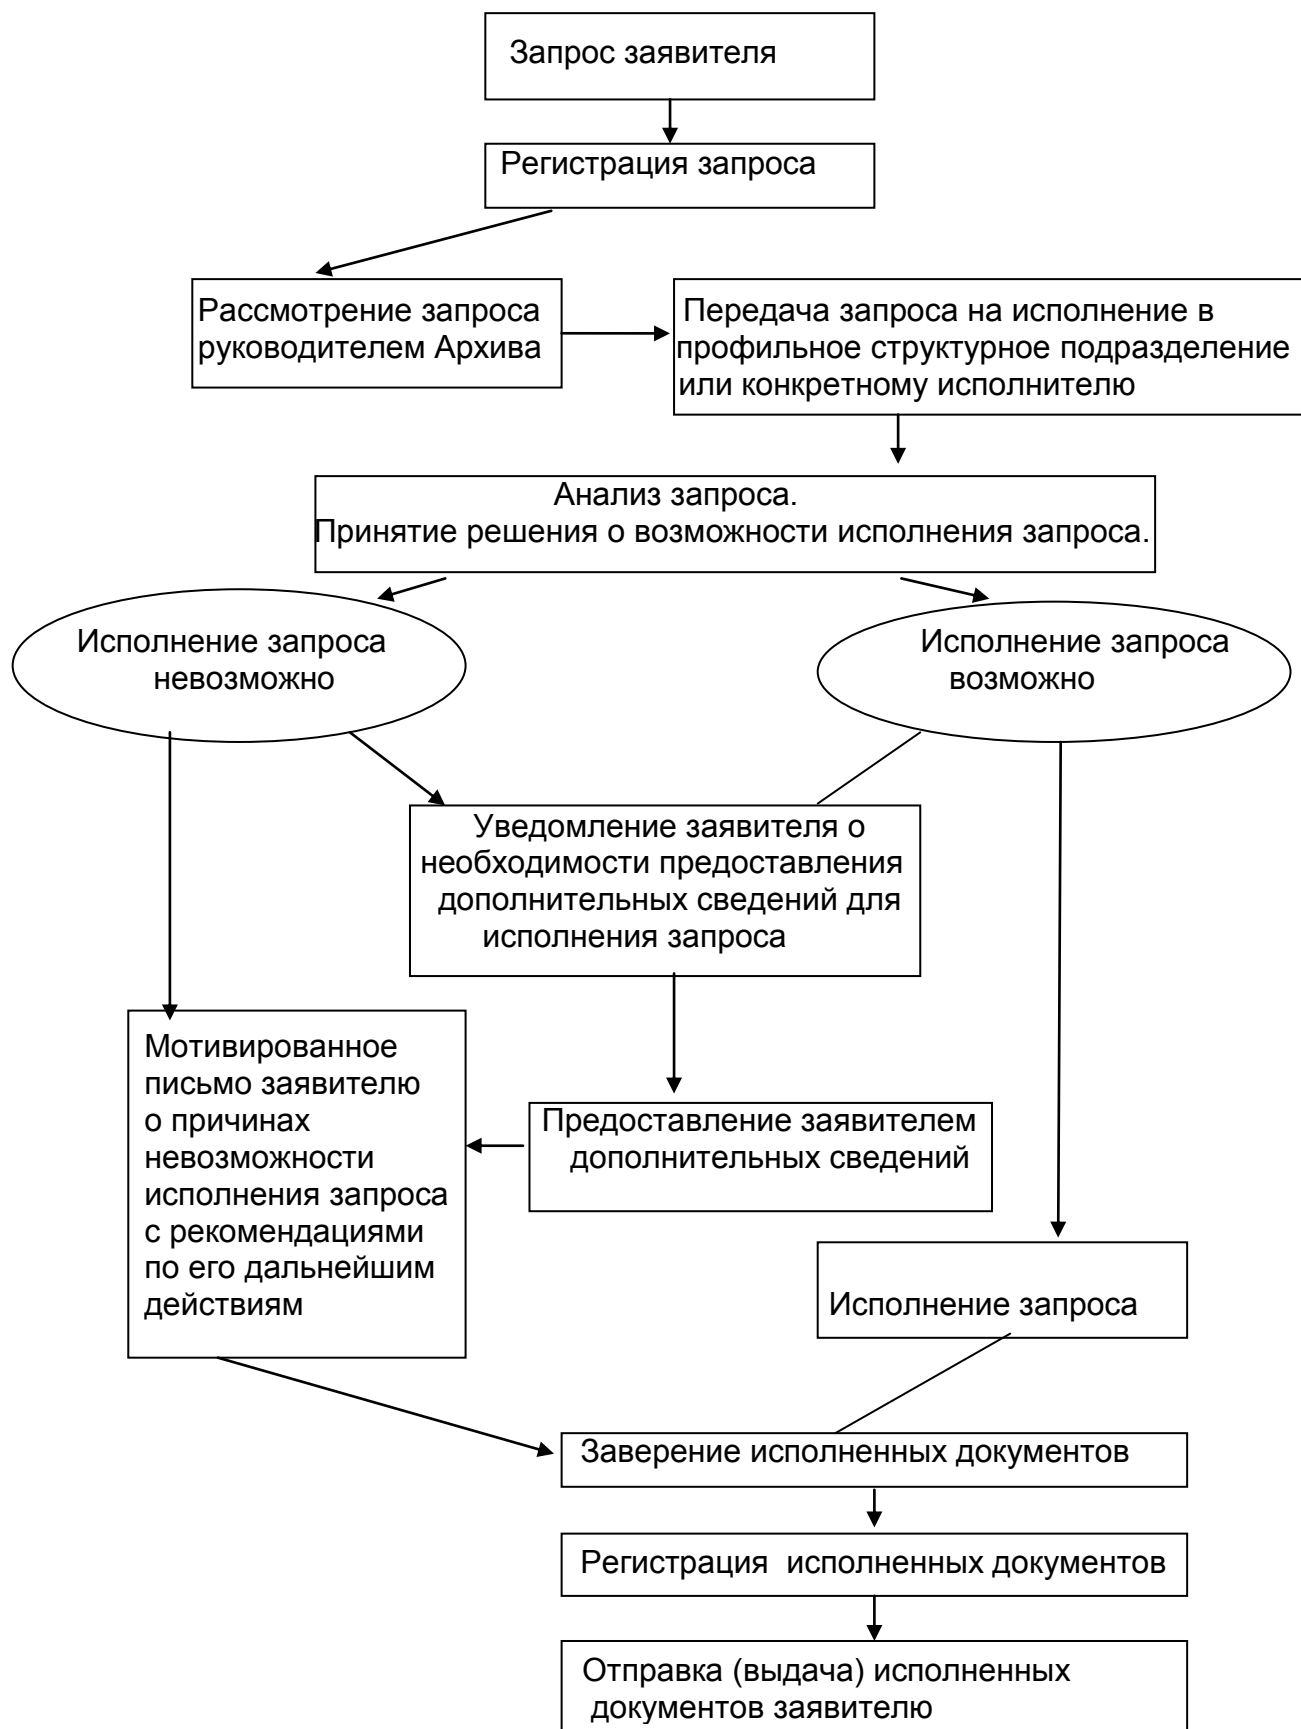 Запрос заявителя
Регистрация запроса
Рассмотрение запроса
руководителем Архива
Передача запроса на исполнение в
профильное структурное подразделение
или конкретному исполнителю
Анализ запроса.
Принятие решения о возможности исполнения запроса.
Исполнение запроса
невозможно
Исполнение запроса
возможно
Уведомление заявителя о
необходимости предоставления
дополнительных сведений для
исполнения запроса
Мотивированное
письмо заявителю
о причинах
невозможности
исполнения запроса
с рекомендациями
по его дальнейшим
действиям
Предоставление заявителем
дополнительных сведений
Исполнение запроса
Заверение исполненных документов
Регистрация исполненных документов
Отправка (выдача) исполненных
документов заявителю